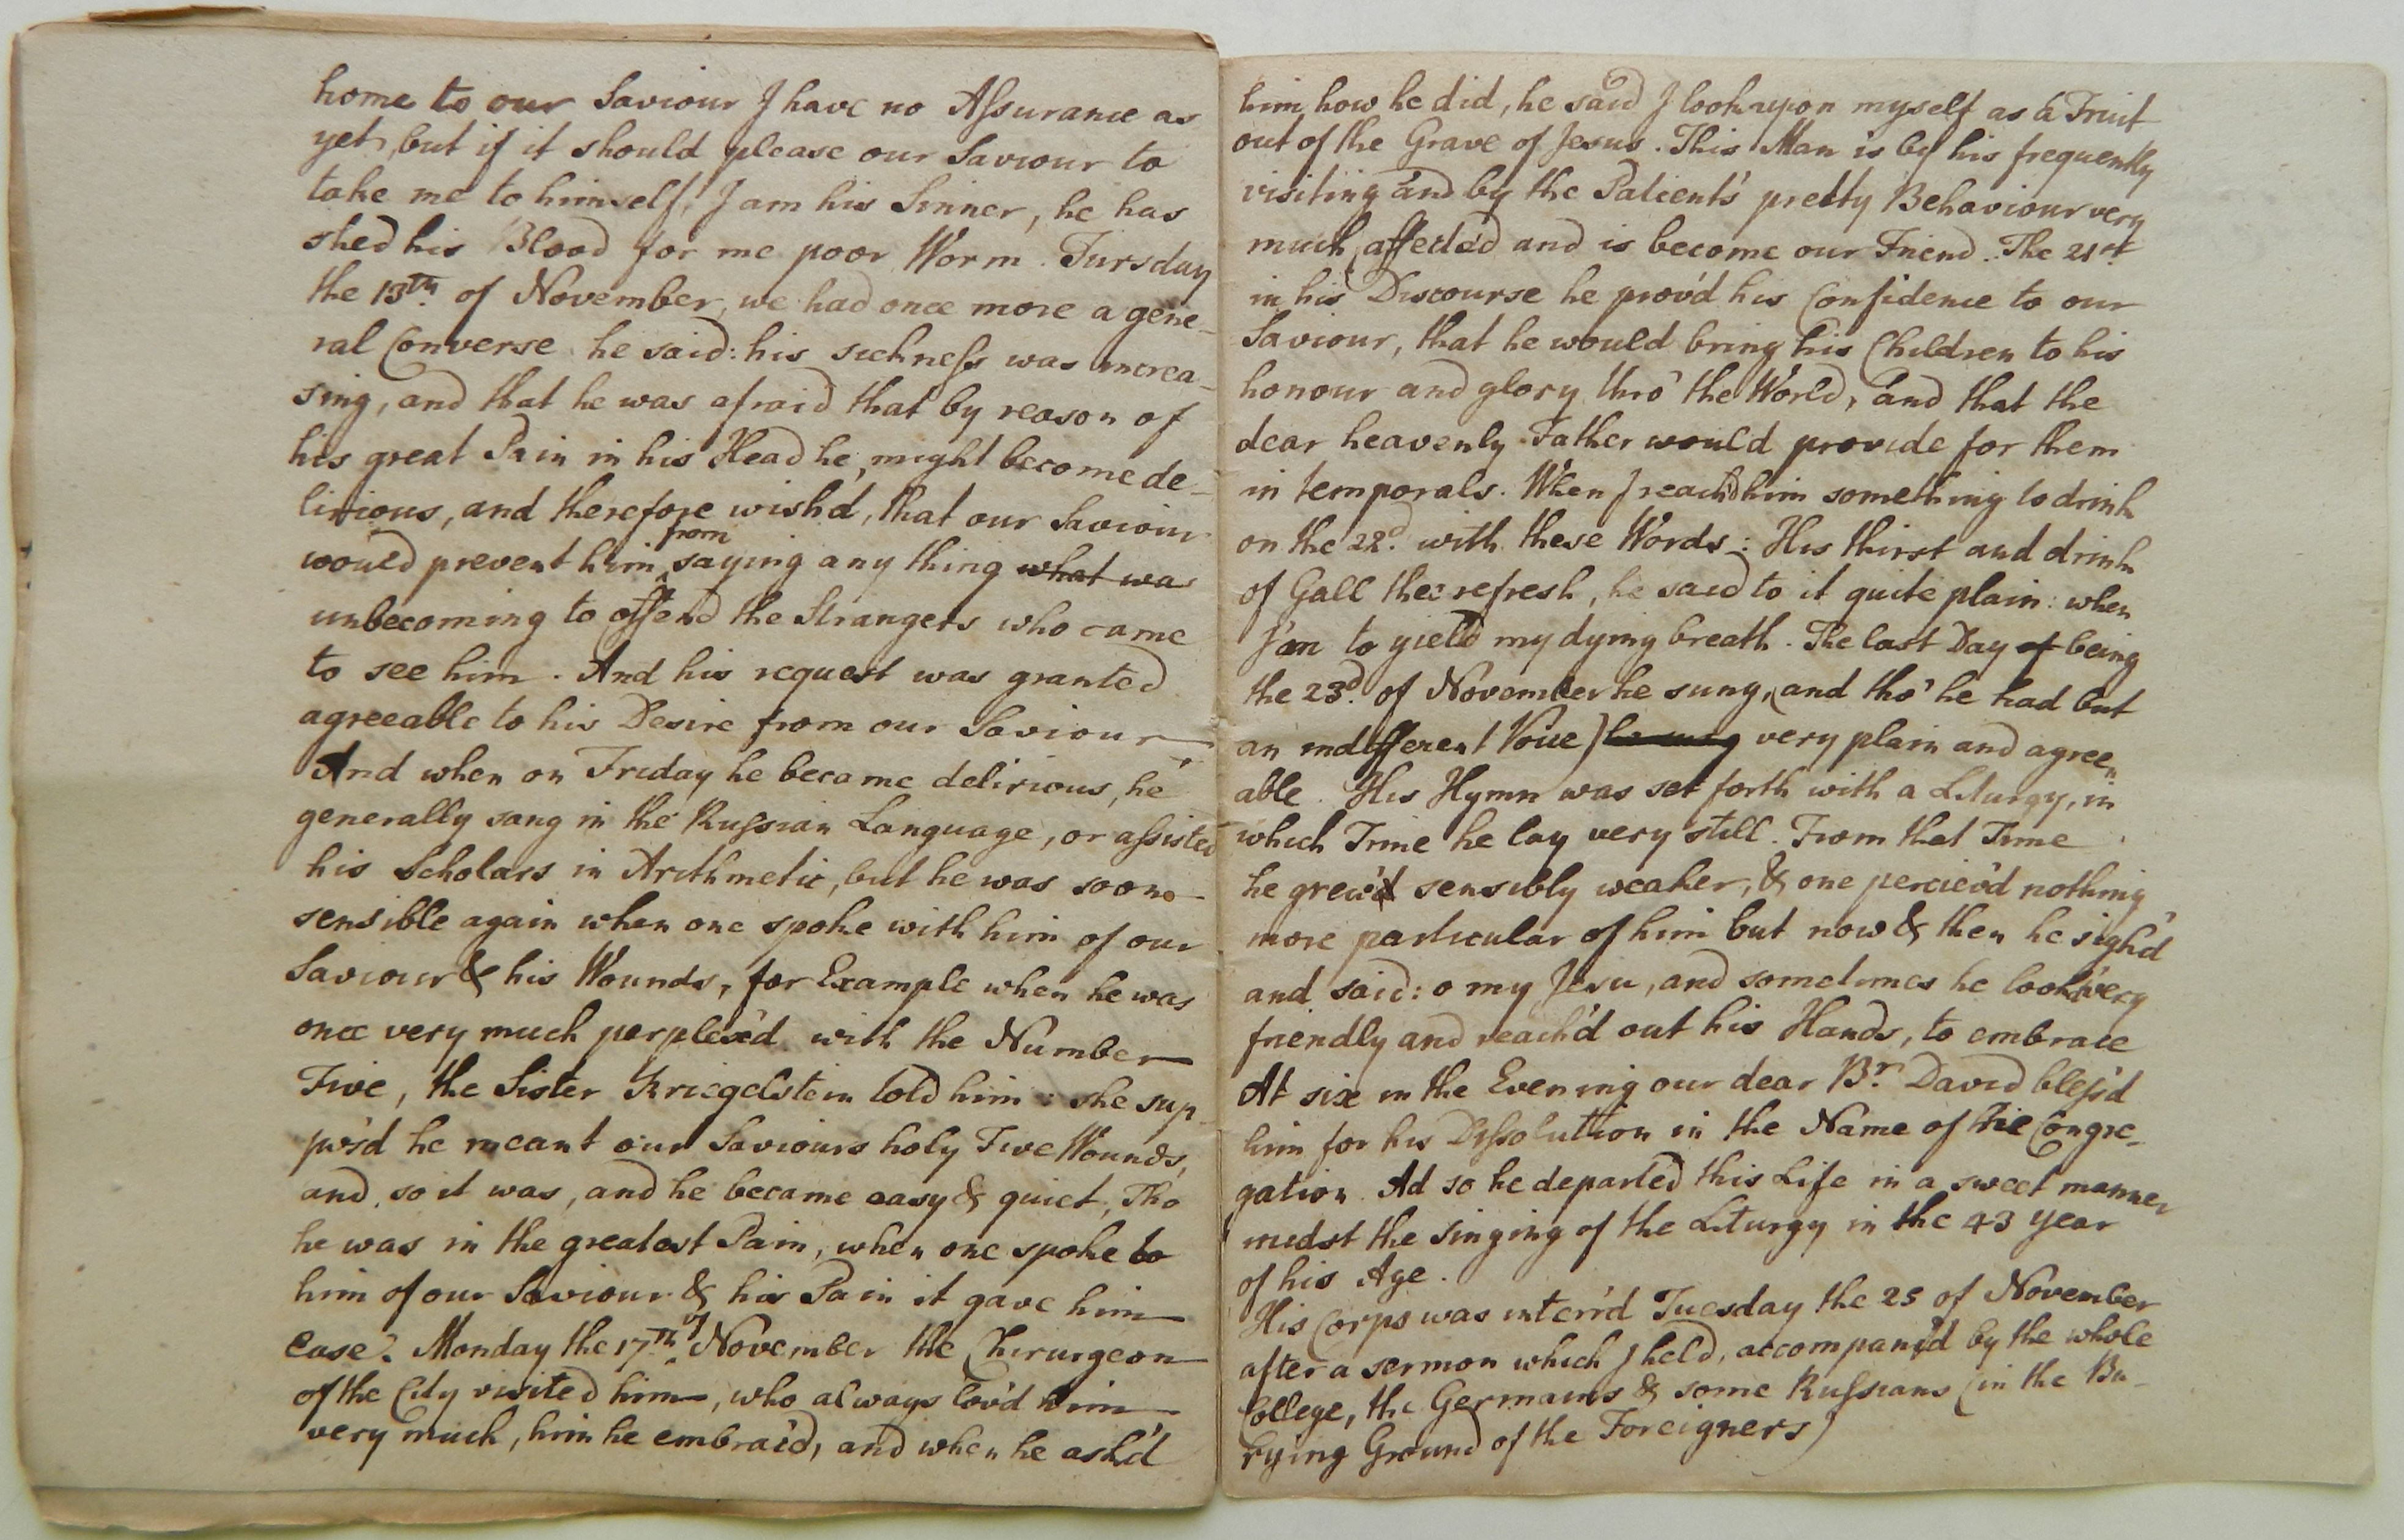 home to our Saviour I have no Assurance as
yet, but if it should please our Saviour to
take me to himself, I am his Sinner, he has
shed his Blood for me poor Worm. Tursday
the 13th. of November, we had once more a gene-
ral Converse he said: his sickness was increa-
sing, and that he was afraid that by reason of
his great Pain in his Head he, might become de-
lirious, and therefore wish'd, that our Saviour
would prevent him from saying any thing what was
unbecoming to offend the Strangers who came
to see him. And his request was granted
agreeable to his Desire from our Saviour.
And when on Friday he became delirious, he
generally sang in the Russian Language, or assisted
his Scholars in Arithmetic, but he was soon
sensible again when one spoke with him of our
Saviour & his Wounds, for Example when he was
once very much perplex'd with the Number
Five, the Sister Kriegelstein told him: she sup-
pos'd he meant our Saviours holy Five Wounds,
and so it was, and he became easy & quiet, Tho'
he was in the greatest Pain, when one spoke to
him of our Saviour & his Pain it gave him
ease. Monday the 17th of November the Chirurgeon
of the City visited him, who always lov'd him
very much, him he embrac'd, and when he ask'd
him how he did, he said I look upon myself as a Fruit
out of the Grave of Jesus. This Man is by his frequently
visiting and by the Patient's pretty Behaviour very
much affected and is become our Friend. The 21st
in his Discourse he prov'd his Confidence to our
Saviour, that he would bring his Children to his
honour and glory thro' the World, and that the
dear heavenly Father would provide for them
in temporals. When I reach'd him something to drink
on the 22d. with these Words: His thirst and drink
of Gall thee refresh, he said to it quite plain: when
I'm to yield my dying breath. The last Day of being
the 23d. of November he sung, (and tho' he had but
an indifferent Voice) he sung very plain and agree-
able. His Hymn was set forth with a Liturgy, in
which Time he lay very still. From that Time
he grew'd sensibly weaker, & one perciev'd nothing
more particular of him but now & then he sigh'd
and said: o my Jesu, and sometimes he look'd very
friendly and reach'd out his Hands, to embrace
At six in the Evening our dear Br. David bless'd
him for his Dissolution in the Name of the Congre-
gation. Ad so he departed this Life in a sweet manner
midst the singing of the Liturgy in the 43 year
of his Age.
His Corps was interr'd Tuesday the 25 of November
after a sermon which I held, accompany'd by the whole
College, the Germains & some Russians (in the Bu-
rying Ground of the Foreigners)